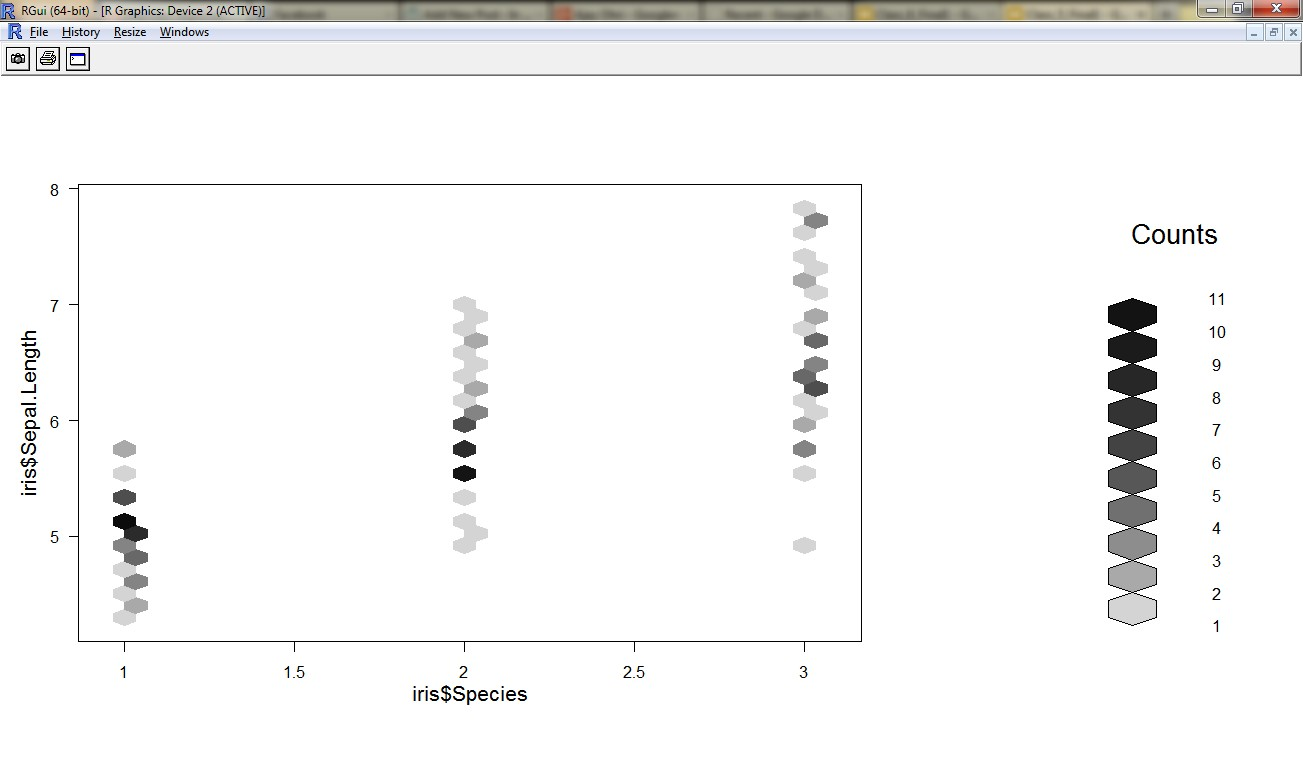 RGui (64-bit) - [R Graphics: Device 2 (ACTIVE)]
File History Resize Windows
8
7
6
5
iris$Sepal.Length
1 1.5 2 2.5 3
iris$Species
Counts
11
10
9
8
7
6
5
4
3
2
1